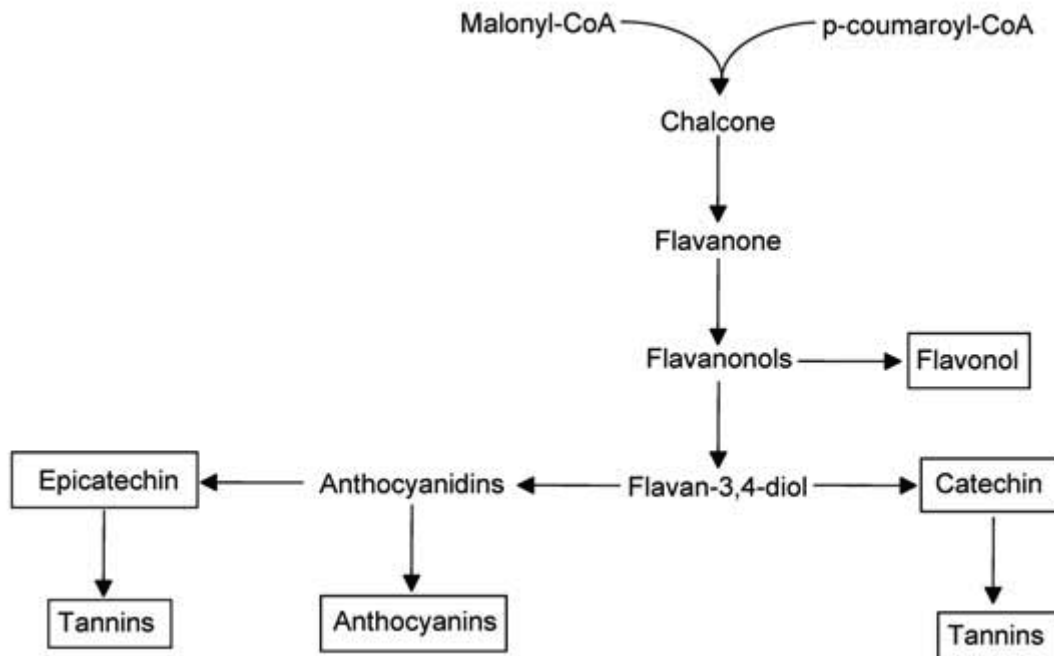 Malonyl-CoA p-coumaroyl-CoA
Chalcone
Flavanone
Flavanonols Flavonol
Epicatechin Anthocyanidins Flavan-3,4-diol Catechin
Tannins Anthocyanins Tannins